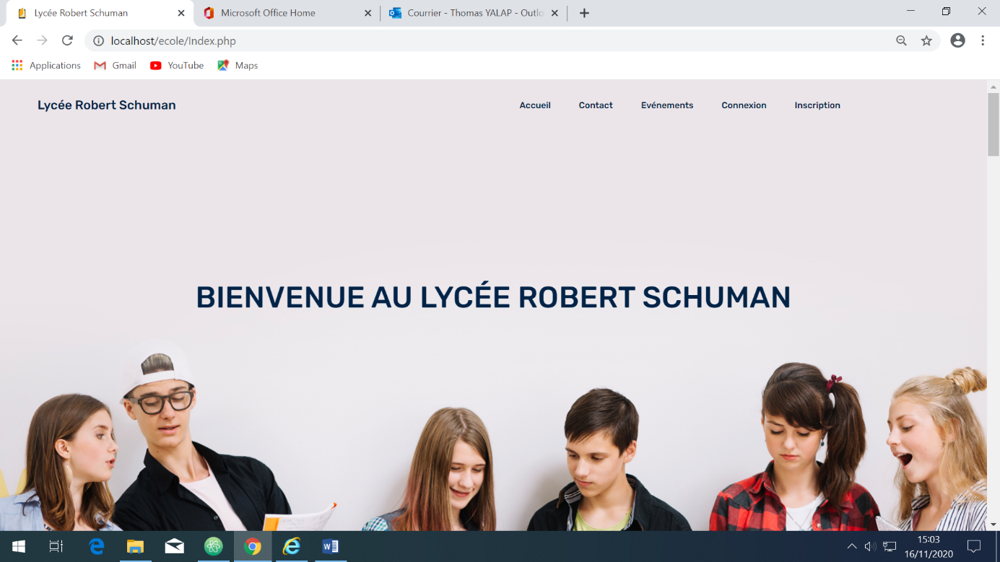 Lycée Robert Schuman
Microsoft Office Home
Courrier - Thomas YALAP - Outlo
localhost/ecole/Index.php
Applications
Gmail
YouTube
Maps
Lycée Robert Schuman
Accueil
Contact
Evénements
Connexion
Inscription
BIENVENUE AU LYCÉE ROBERT SCHUMAN
15:03
16/11/2020